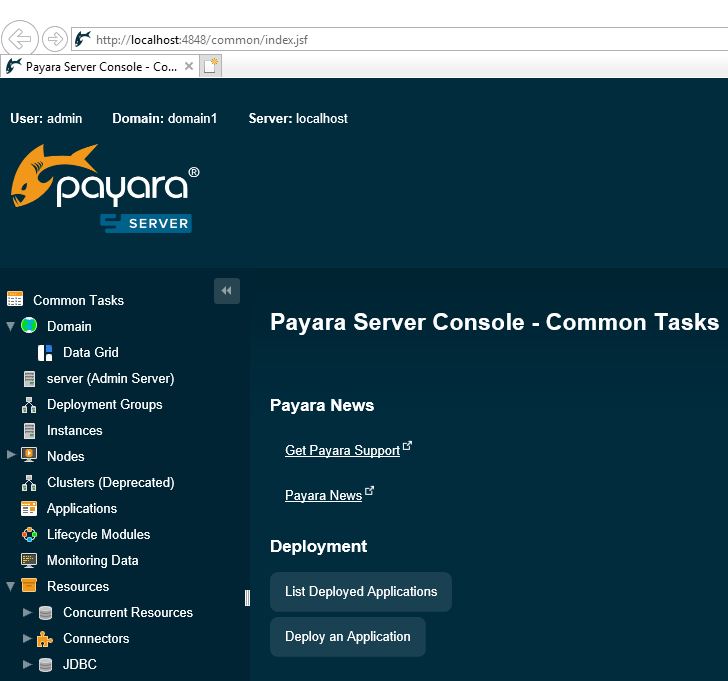 http://localhost:4848/common/index.jsf
Payara Server Console - Co...
User: admin Domain: domain1 Server: localhost
payara®
SERVER
Common Tasks
Domain
Data Grid
server (Admin Server)
Deployment Groups
Instances
Nodes
Clusters (Deprecated)
Applications
Lifecycle Modules
Monitoring Data
Resources
Concurrent Resources
Connectors
JDBC
Payara Server Console - Common Tasks
Payara News
Get Payara Support
Payara News
Deployment
List Deployed Applications
Deploy an Application